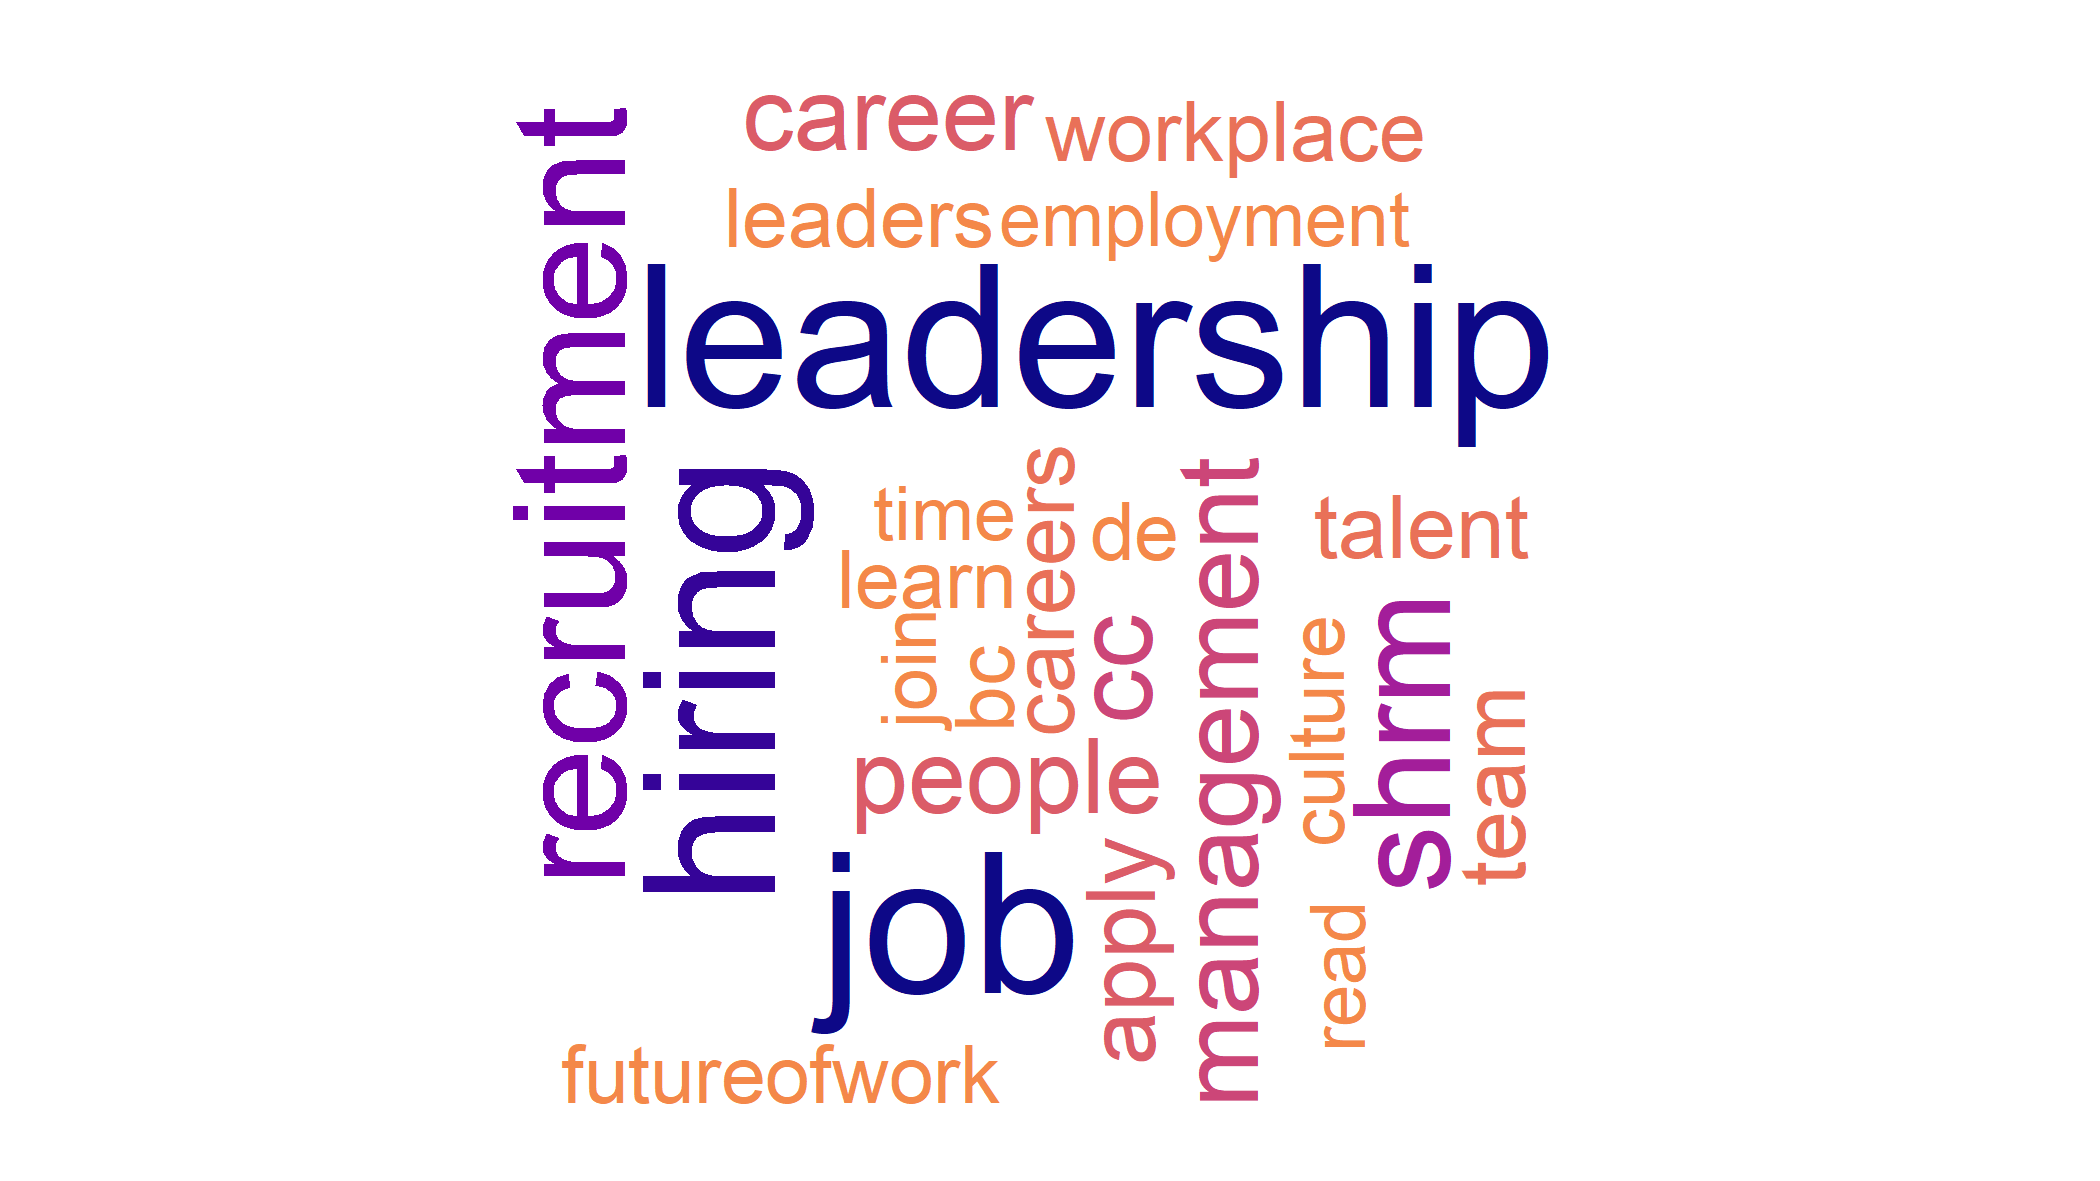 career
workplace
leaders
employment
leadership
recruitment
hiring
time
learn
join
bc
careers
de
cc
management
talent
culture
shrm
team
people
job
apply
read
futureofwork